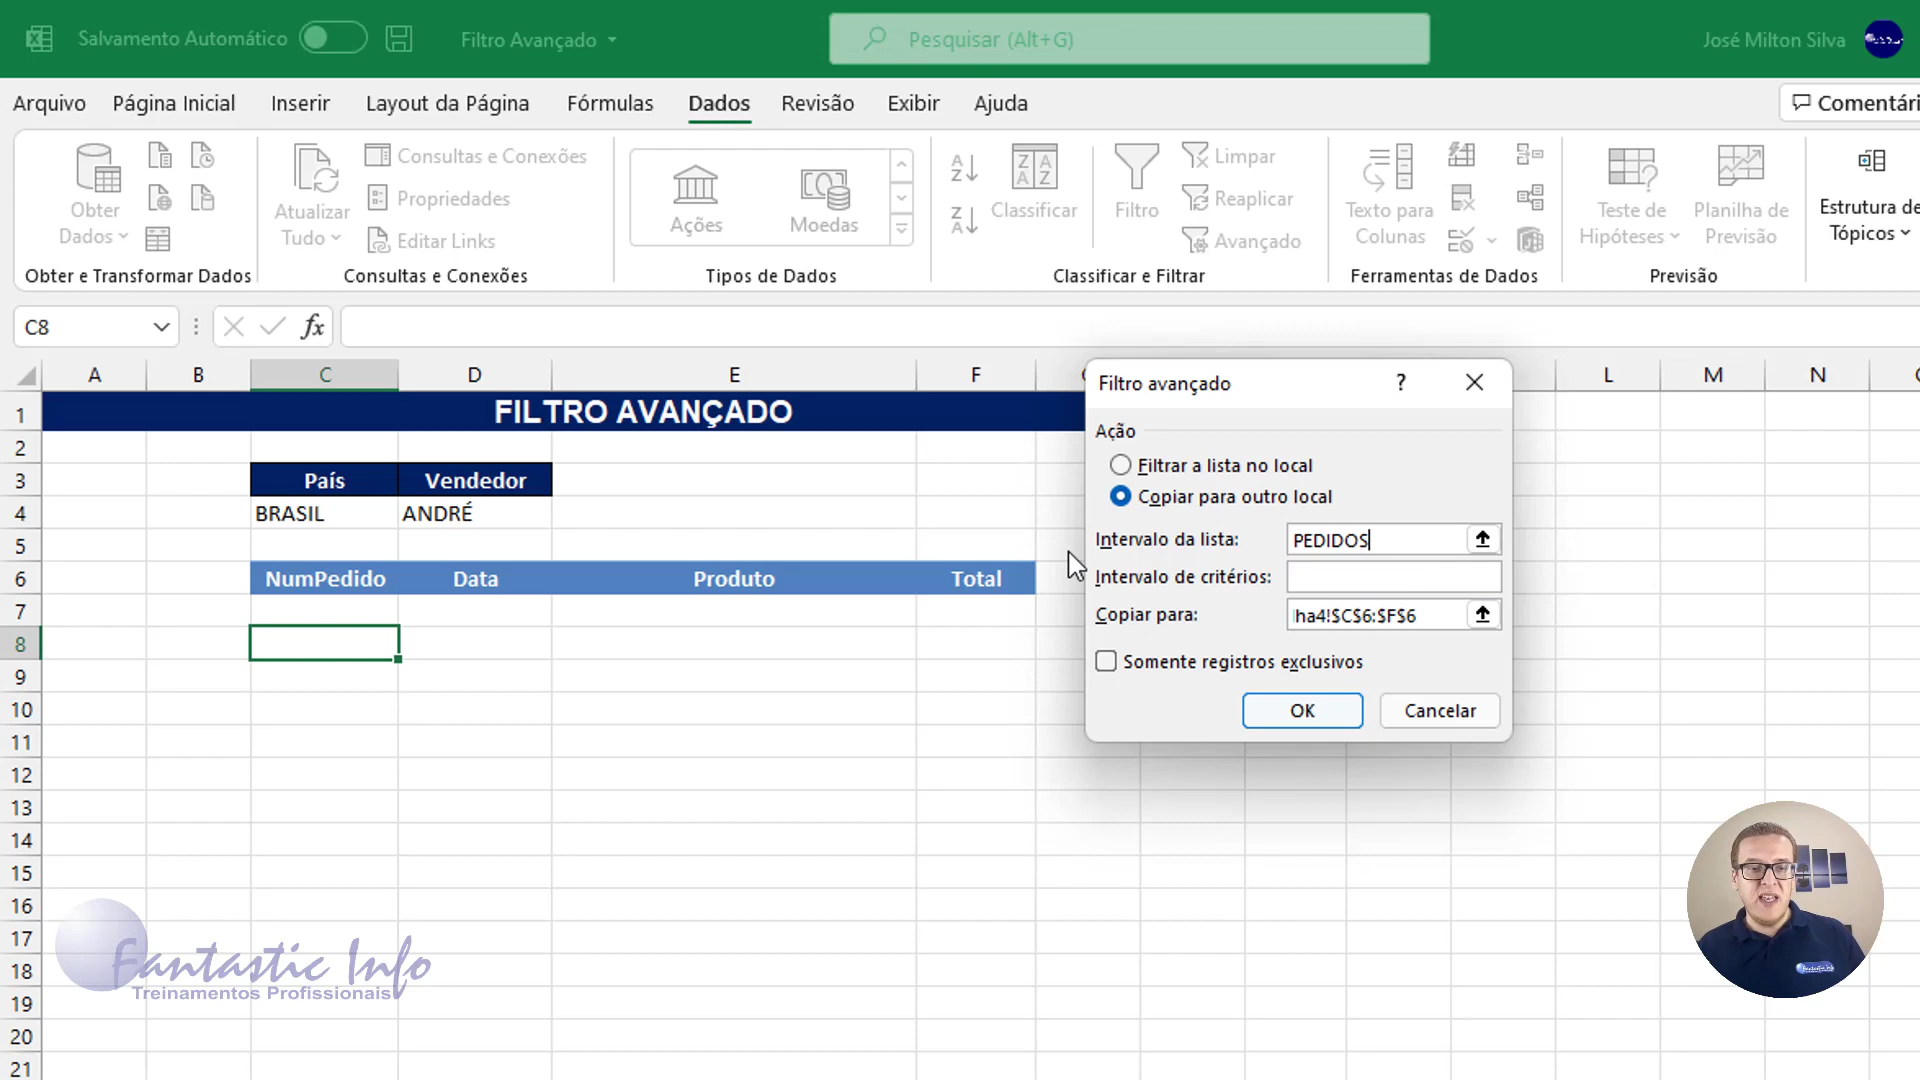 Salvamento Automático
Filtro Avançado
Pesquisar (Alt+G)
José Milton Silva
Arquivo Página Inicial Inserir Layout da Página Fórmulas Dados Revisão Exibir Ajuda
Comentári
Obter Dados
Obter e Transformar Dados
Atualizar Tudo
Consultas e Conexões
Propriedades
Editar Links
Consultas e Conexões
Ações
Moedas
Tipos de Dados
Classificar
Filtro
Limpar
Reaplicar
Avançado
Classificar e Filtrar
Texto para Colunas
Ferramentas de Dados
Teste de Hipóteses
Planilha de Previsão
Previsão
Estrutura de
Tópicos
C8
fx
A B C D E F L M N
1 FILTRO AVANÇADO
2
3 País Vendedor
4 BRASIL ANDRÉ
5
6 NumPedido Data Produto Total
7
8
9
10
11
12
13
14
15
16
17
18
19
20
21
Filtro avançado
?
Ação
Filtrar a lista no local
Copiar para outro local
Intervalo da lista: PEDIDOS
Intervalo de critérios:
Copiar para: ha4!$C$6:$F$6
Somente registros exclusivos
OK Cancelar
Fantastic Info
Treinamentos Profissionais